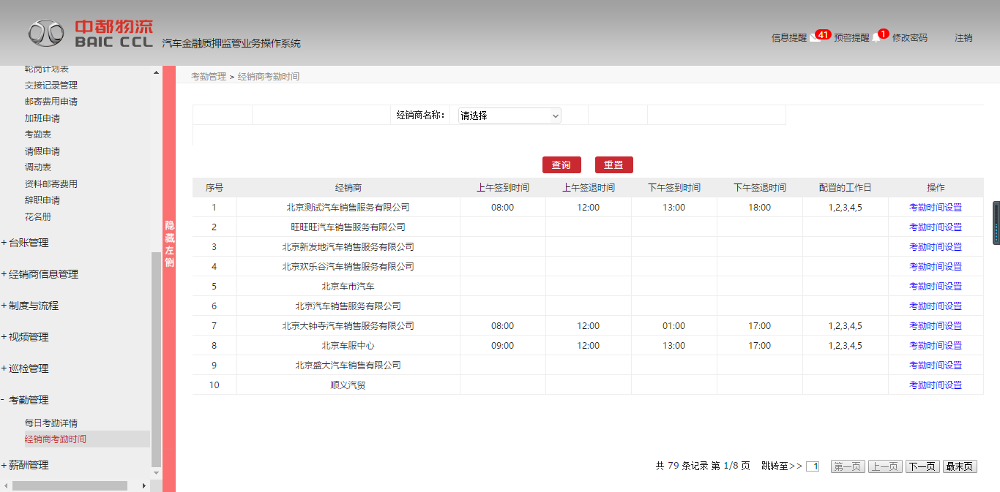 中都物流
BAIC CCL
汽车金融质押监管业务操作系统
信息提醒 41 预警提醒 1 修改密码 注销
轮岗计划表
交接记录管理
邮寄费用申请
加班申请
考勤表
请假申请
调动表
资料邮寄费用
辞职申请
花名册
+ 台账管理
+ 经销商信息管理
+ 制度与流程
+ 视频管理
+ 巡检管理
- 考勤管理
每日考勤详情
经销商考勤时间
+ 薪酬管理
隐藏左侧
考勤管理 > 经销商考勤时间
经销商名称： 请选择
查询 重置
序号 经销商 上午签到时间 上午签退时间 下午签到时间 下午签退时间 配置的工作日 操作
1 北京测试汽车销售服务有限公司 08:00 12:00 13:00 18:00 1,2,3,4,5 考勤时间设置
2 旺旺旺汽车销售服务有限公司 考勤时间设置
3 北京新发地汽车销售服务有限公司 考勤时间设置
4 北京欢乐谷汽车销售服务有限公司 考勤时间设置
5 北京车市汽车 考勤时间设置
6 北京汽车销售服务有限公司 考勤时间设置
7 北京大钟寺汽车销售服务有限公司 08:00 12:00 01:00 17:00 1,2,3,4,5 考勤时间设置
8 北京车服中心 09:00 12:00 13:00 17:00 1,2,3,4,5 考勤时间设置
9 北京盛大汽车销售有限公司 考勤时间设置
10 顺义汽贸 考勤时间设置
共 79 条记录 第 1/8 页 跳转至>> 1 第一页 上一页 下一页 最末页